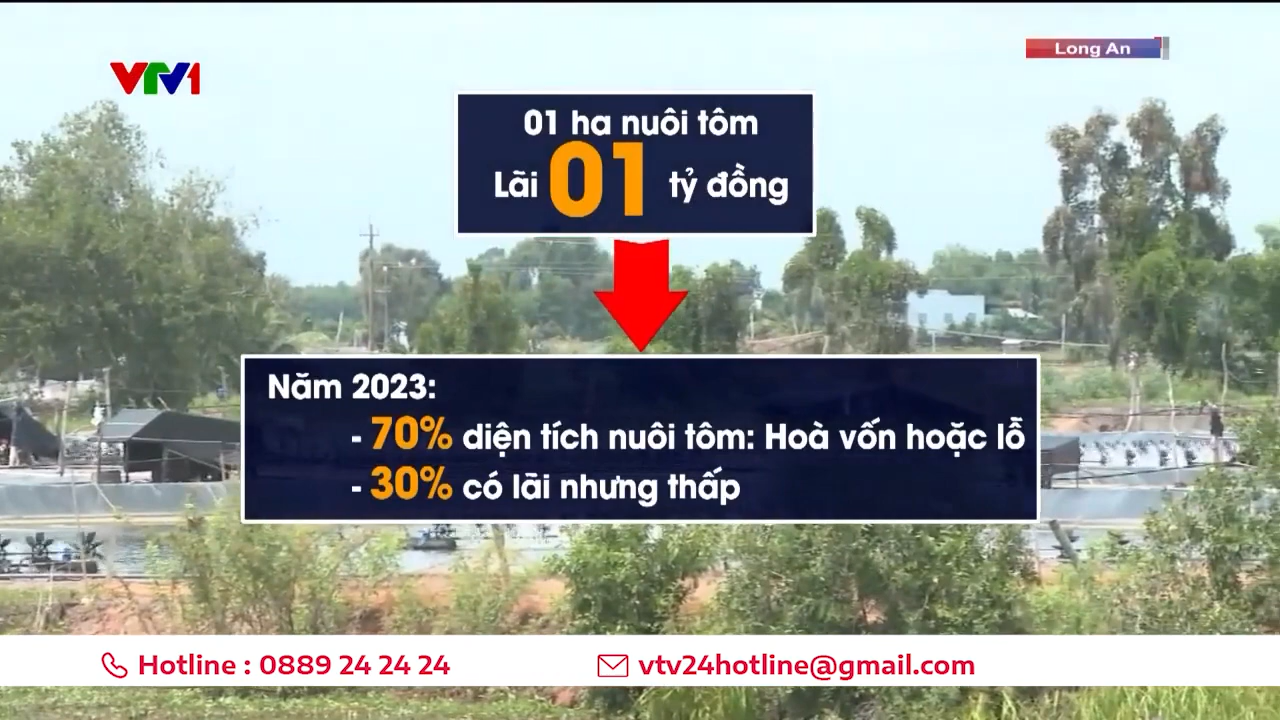 VTV1
Long An
01 ha nuôi tôm
Lãi 01 tỷ đồng
Năm 2023:
- 70% diện tích nuôi tôm: Hoà vốn hoặc lỗ
- 30% có lãi nhưng thấp
Hotline : 0889 24 24 24
vtv24hotline@gmail.com